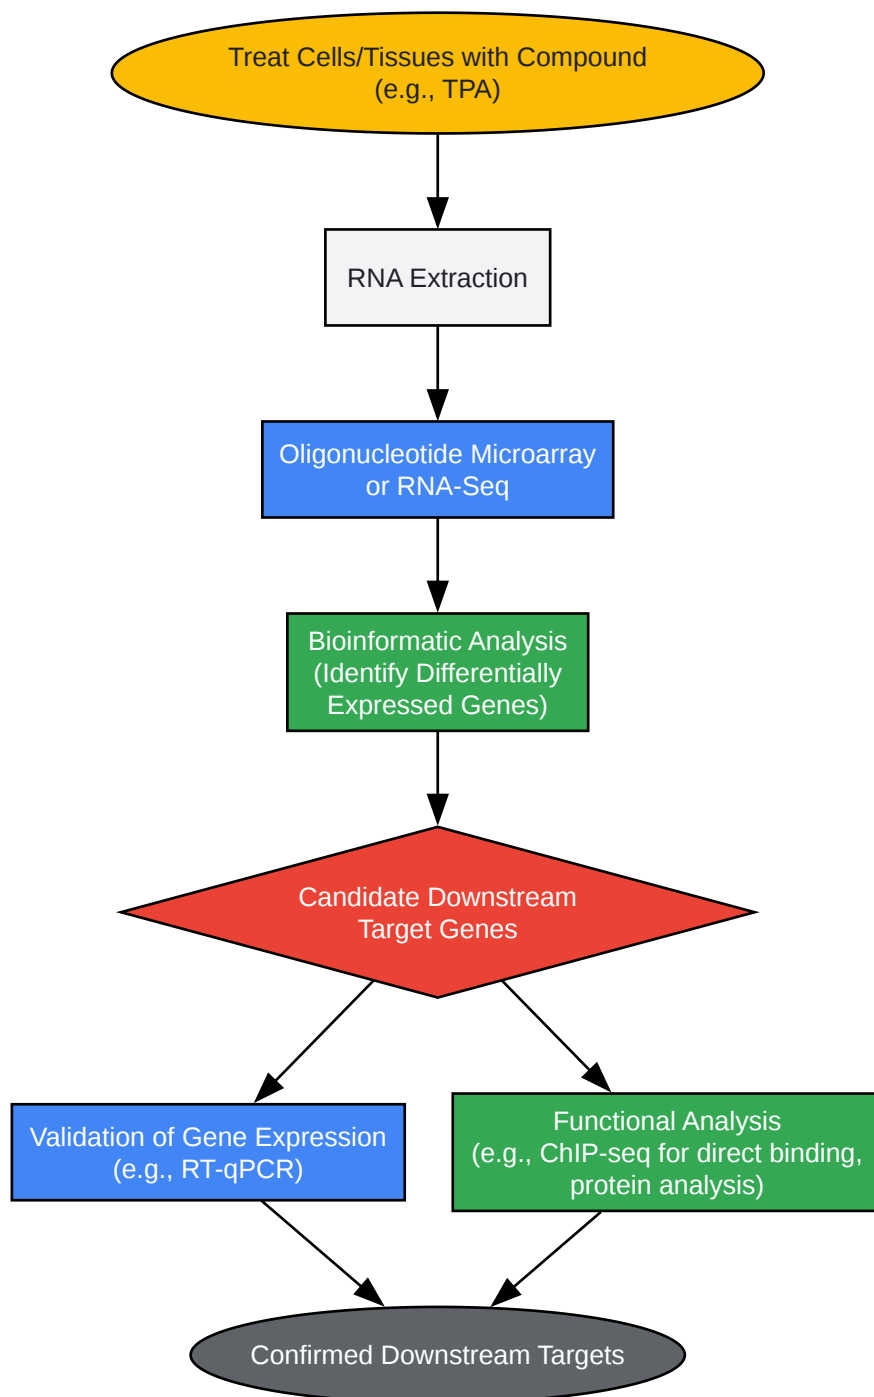 Treat Cells/Tissues with Compound
(e.g., TPA)
RNA Extraction
Oligonucleotide Microarray
or RNA-Seq
Bioinformatic Analysis
(Identify Differentially
Expressed Genes)
Candidate Downstream
Target Genes
Validation of Gene Expression
(e.g., RT-qPCR)
Functional Analysis
(e.g., ChIP-seq for direct binding,
protein analysis)
Confirmed Downstream Targets